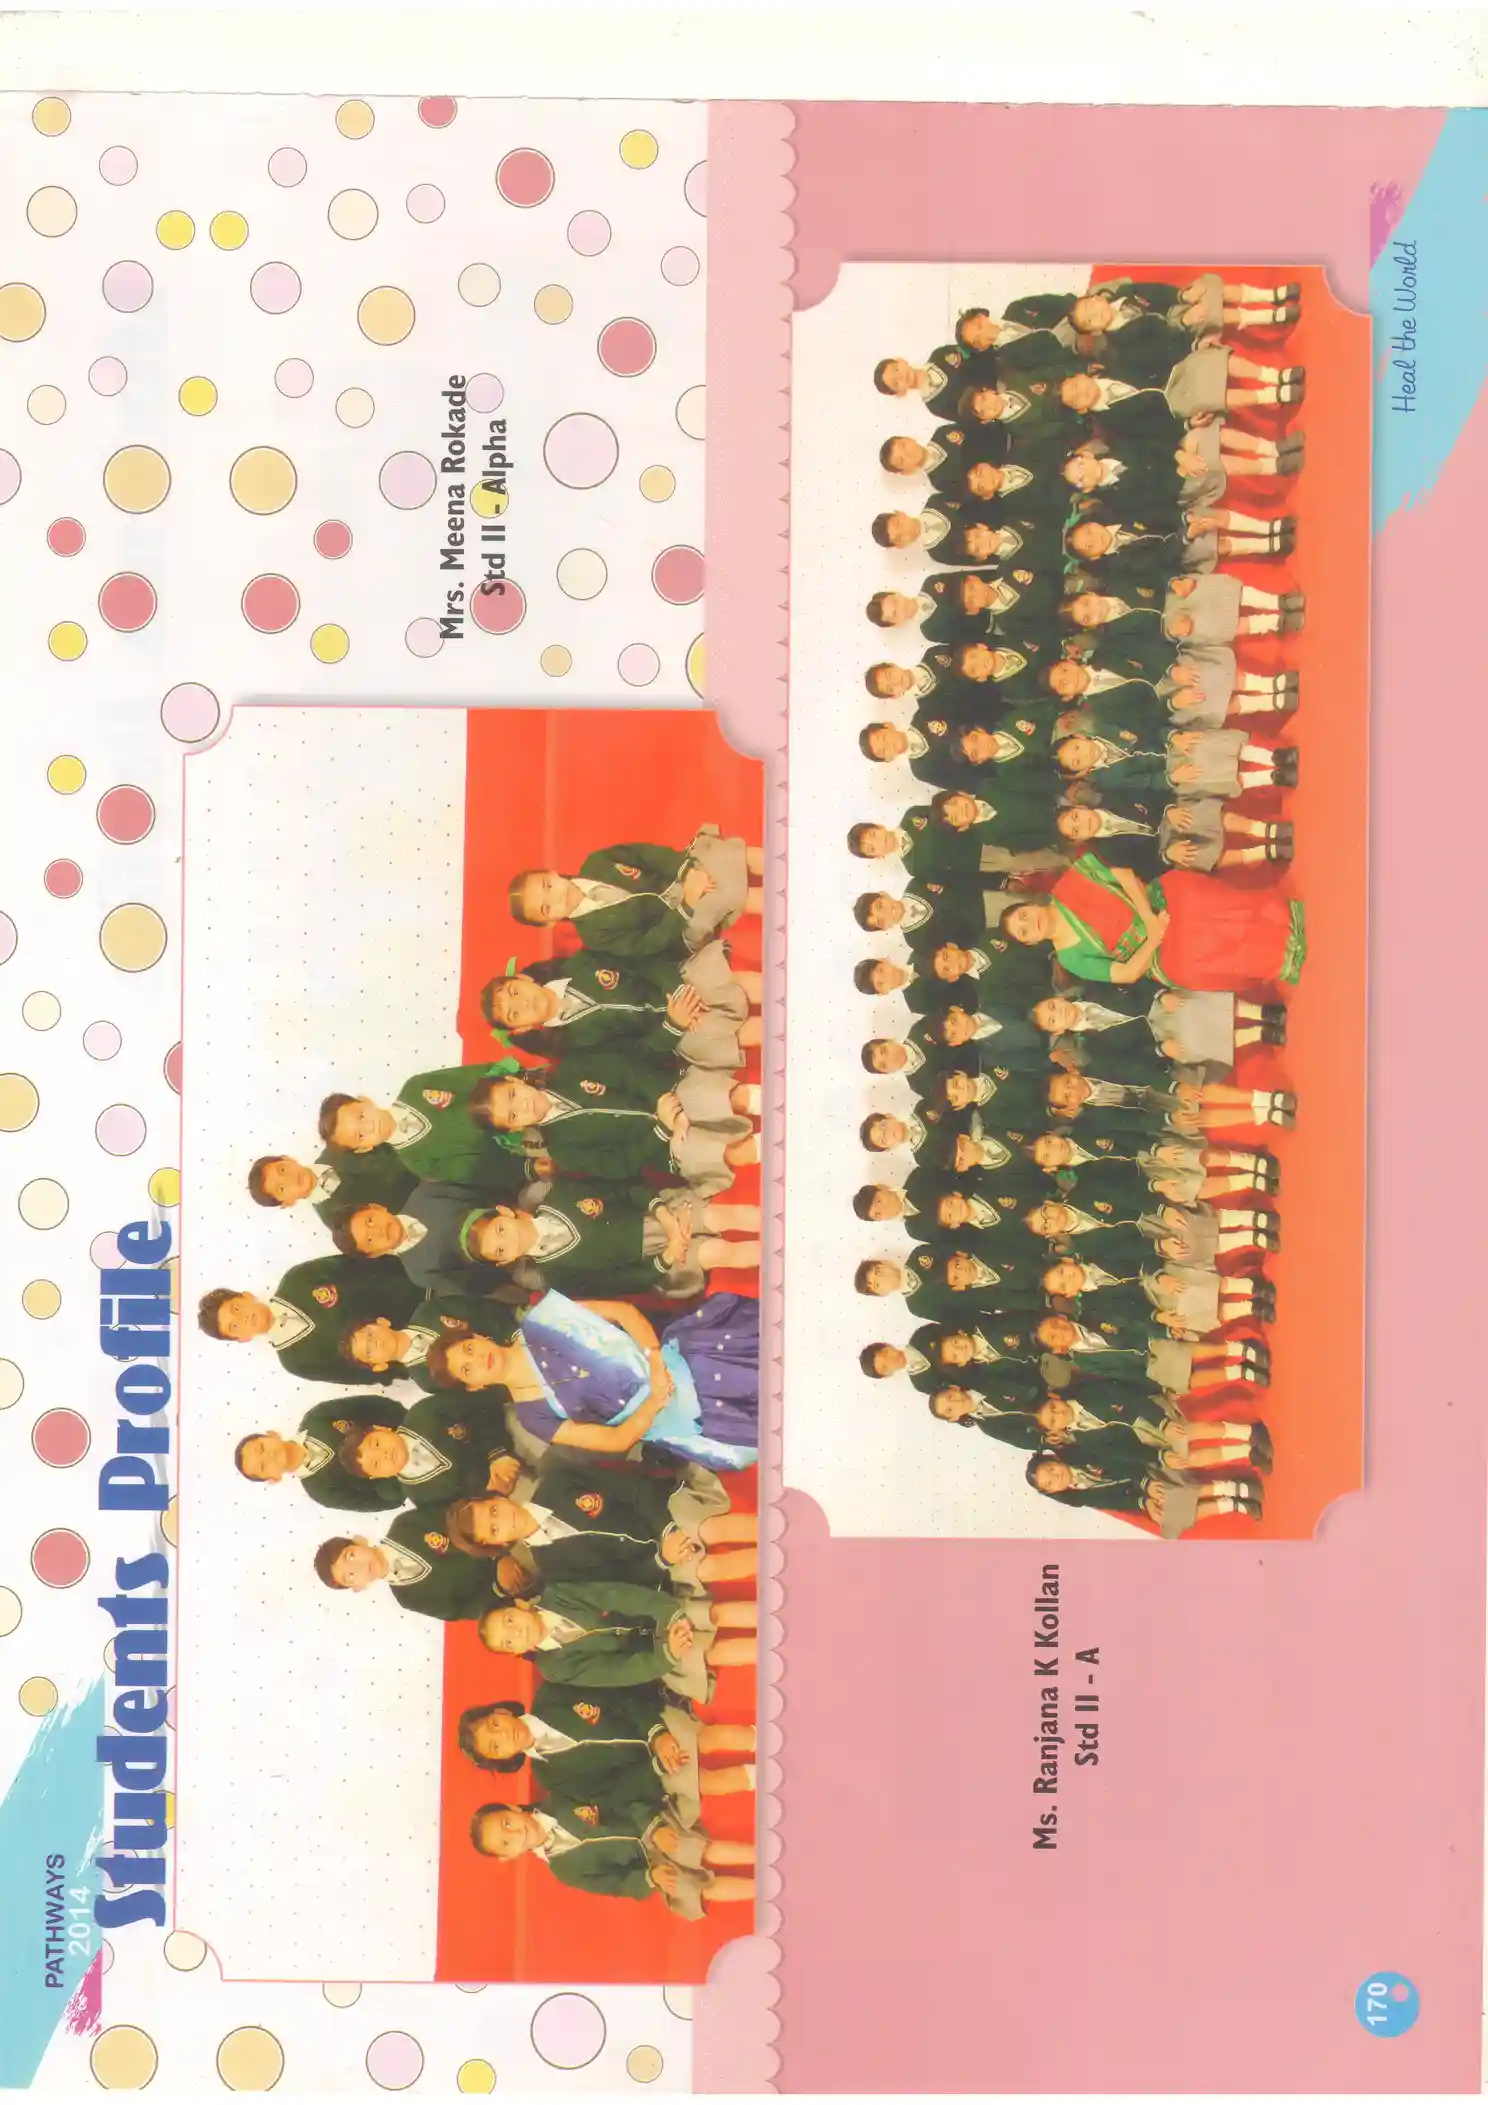 PATHWAYS
2014
Students Profile
Mrs. Meena Rokade
Std II - Alpha
Ms. Ranjana K Kollan
Std II - A
170
Heal the World